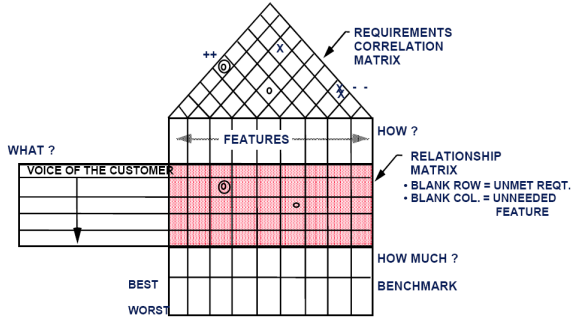 REQUIREMENTS
CORRELATION
MATRIX
++
X
- -
X
X
O
o
FEATURES
HOW ?
WHAT ?
VOICE OF THE CUSTOMER
RELATIONSHIP
MATRIX
• BLANK ROW = UNMET REQT.
• BLANK COL. = UNNEEDED
FEATURE
O
o
HOW MUCH ?
BEST
BENCHMARK
WORST